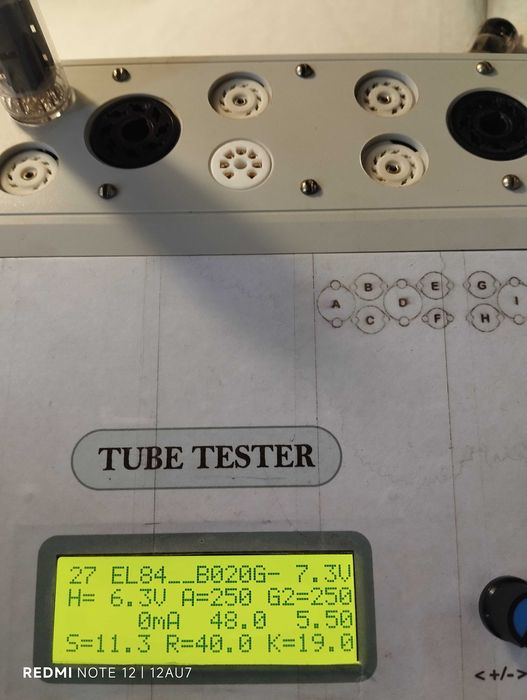 B E G
A D I
C F H
TUBE TESTER
27 EL84__B020G- 7.3V
H= 6.3V A=250 G2=250
0mA 48.0 5.50
S=11.3 R=40.0 K=19.0
<+/->
REDMI NOTE 12 | 12AU7